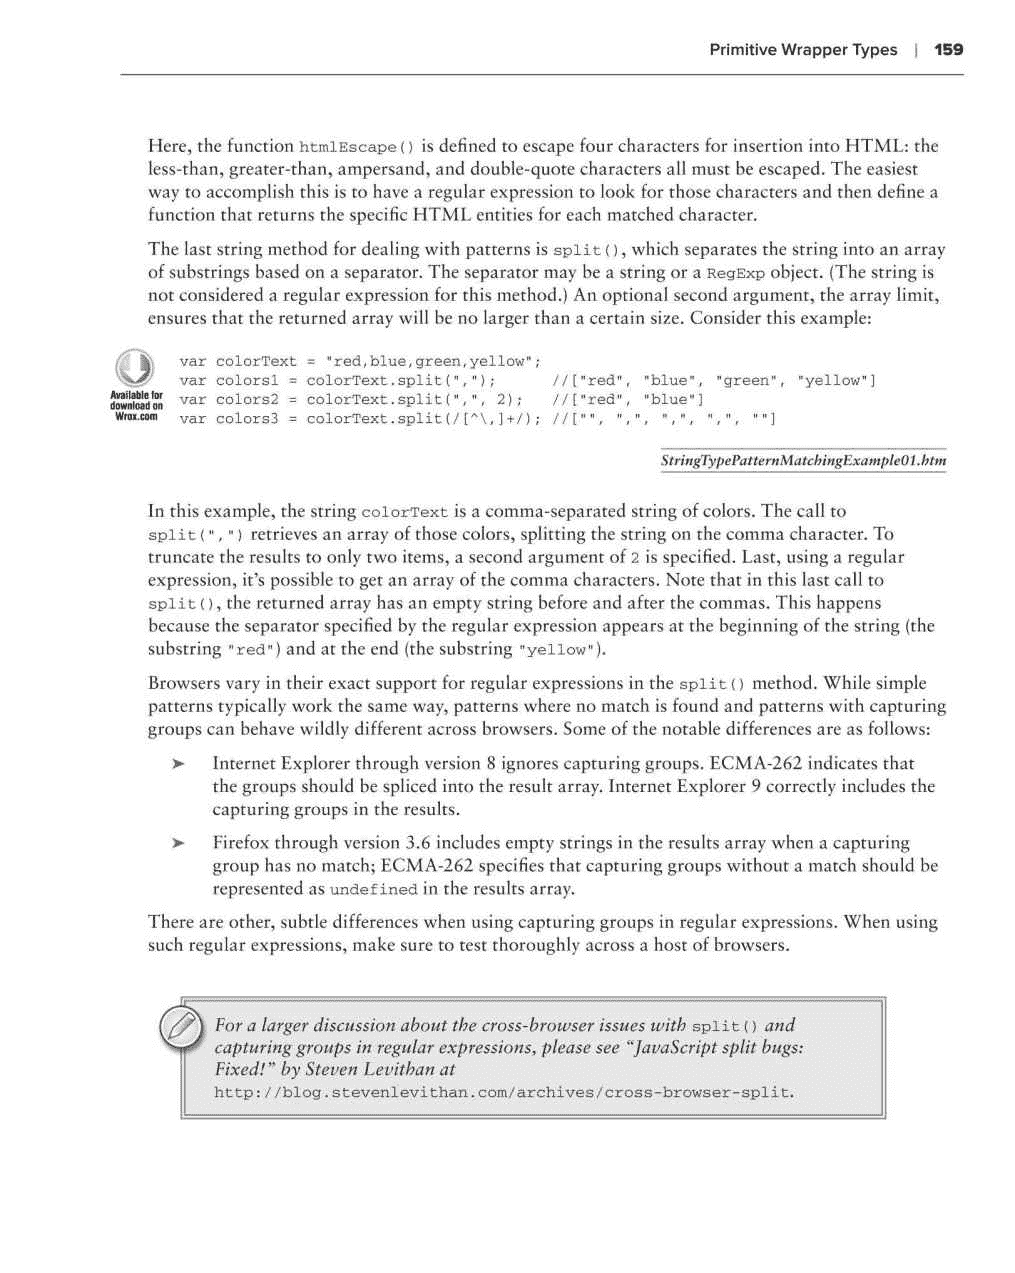 Primitive Wrapper Types | 159
Here, the function htmlEscape() is defined to escape four characters for insertion into HTML: the
less-than, greater-than, ampersand, and double-quote characters all must be escaped. The easiest
way to accomplish this is to have a regular expression to look for those characters and then define a
function that returns the specific HTML entities for each matched character.
The last string method for dealing with patterns is split(), which separates the string into an array
of substrings based on a separator. The separator may be a string or a RegExp object. (The string is
not considered a regular expression for this method.) An optional second argument, the array limit,
ensures that the returned array will be no larger than a certain size. Consider this example:
Available for
download on
Wrox.com
var colorText = "red,blue,green,yellow";
var colors1 = colorText.split(","); //["red", "blue", "green", "yellow"]
var colors2 = colorText.split(",", 2); //["red", "blue"]
var colors3 = colorText.split(/[^\,]+/); //["", ",", ",", ",", ""]
StringTypePatternMatchingExample01.htm
In this example, the string colorText is a comma-separated string of colors. The call to
split(",") retrieves an array of those colors, splitting the string on the comma character. To
truncate the results to only two items, a second argument of 2 is specified. Last, using a regular
expression, it's possible to get an array of the comma characters. Note that in this last call to
split(), the returned array has an empty string before and after the commas. This happens
because the separator specified by the regular expression appears at the beginning of the string (the
substring "red") and at the end (the substring "yellow").
Browsers vary in their exact support for regular expressions in the split() method. While simple
patterns typically work the same way, patterns where no match is found and patterns with capturing
groups can behave wildly different across browsers. Some of the notable differences are as follows:
➤ Internet Explorer through version 8 ignores capturing groups. ECMA-262 indicates that
the groups should be spliced into the result array. Internet Explorer 9 correctly includes the
capturing groups in the results.
➤ Firefox through version 3.6 includes empty strings in the results array when a capturing
group has no match; ECMA-262 specifies that capturing groups without a match should be
represented as undefined in the results array.
There are other, subtle differences when using capturing groups in regular expressions. When using
such regular expressions, make sure to test thoroughly across a host of browsers.
For a larger discussion about the cross-browser issues with split() and
capturing groups in regular expressions, please see “JavaScript split bugs:
Fixed!” by Steven Levithan at
http://blog.stevenlevithan.com/archives/cross-browser-split.